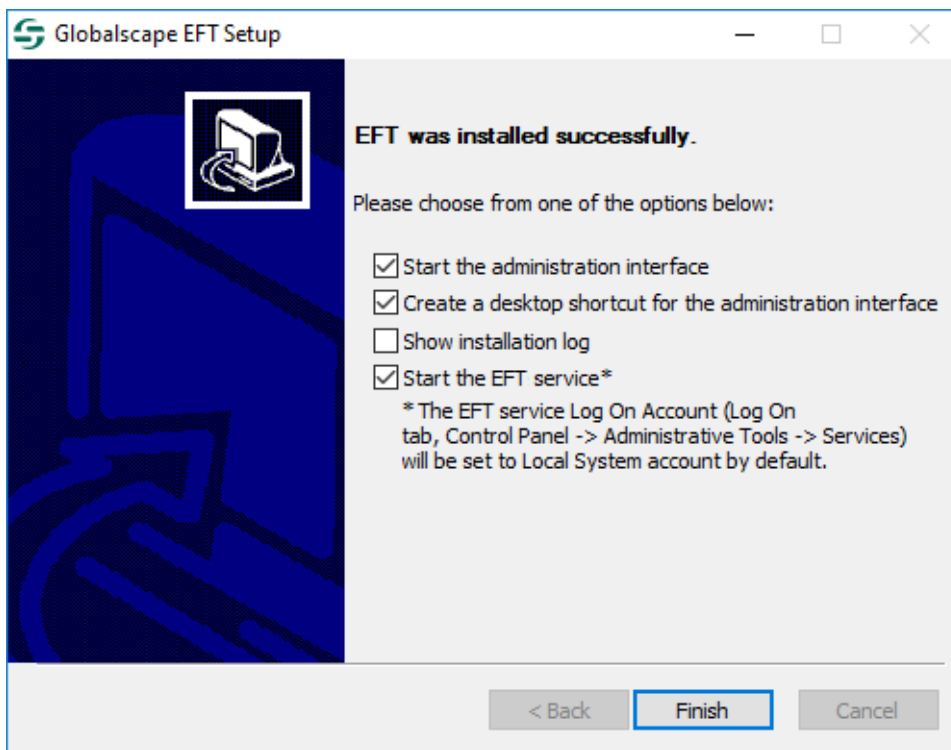 Globalscape EFT Setup
EFT was installed successfully.
Please choose from one of the options below:
Start the administration interface
Create a desktop shortcut for the administration interface
Show installation log
Start the EFT service*
* The EFT service Log On Account (Log On
tab, Control Panel -> Administrative Tools -> Services)
will be set to Local System account by default.
< Back
Finish
Cancel